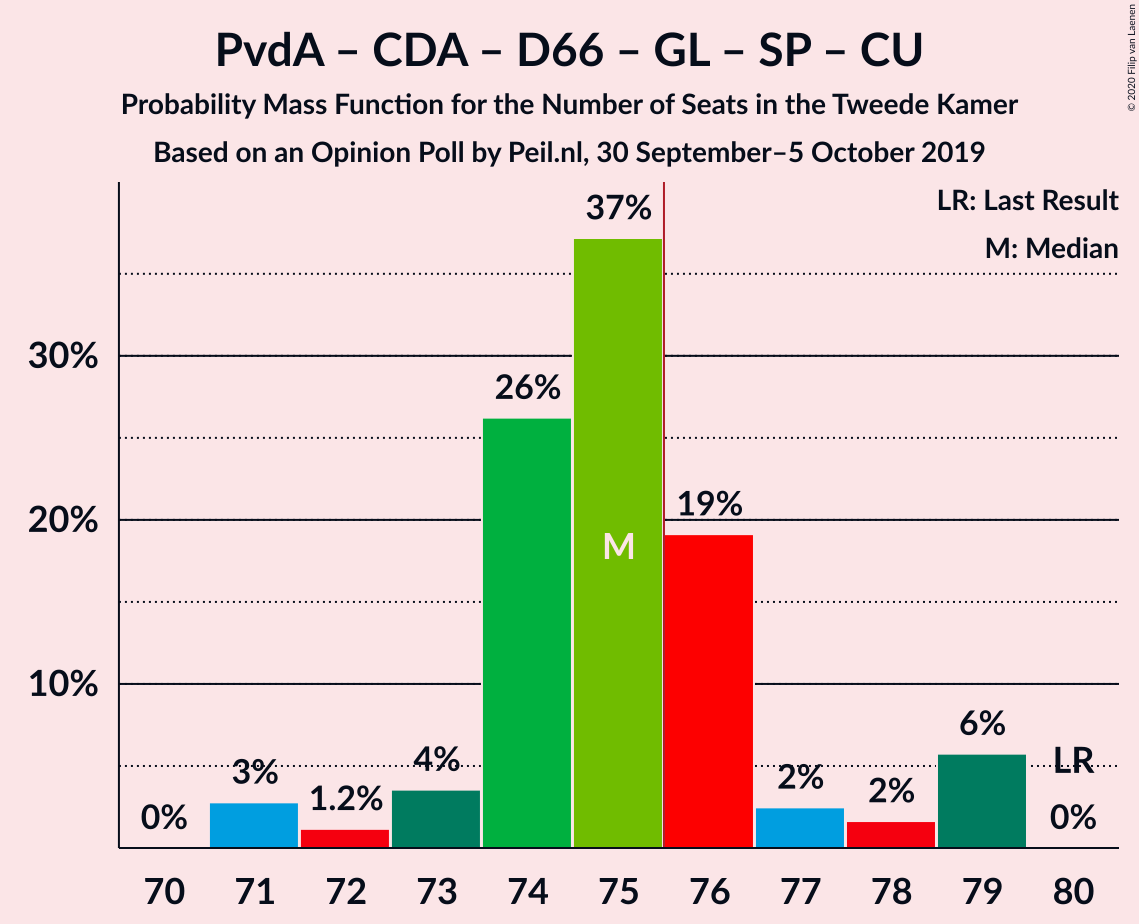 PvdA – CDA – D66 – GL – SP – CU
Probability Mass Function for the Number of Seats in the Tweede Kamer
Based on an Opinion Poll by Peil.nl, 30 September–5 October 2019
© 2020 Filip van Laenen
LR: Last Result
M: Median
37%
30%
26%
20%
19%
M
10%
6%
4%
LR
3%
2%
2%
1.2%
0%
0%
70 71 72 73 74 75 76 77 78 79 80